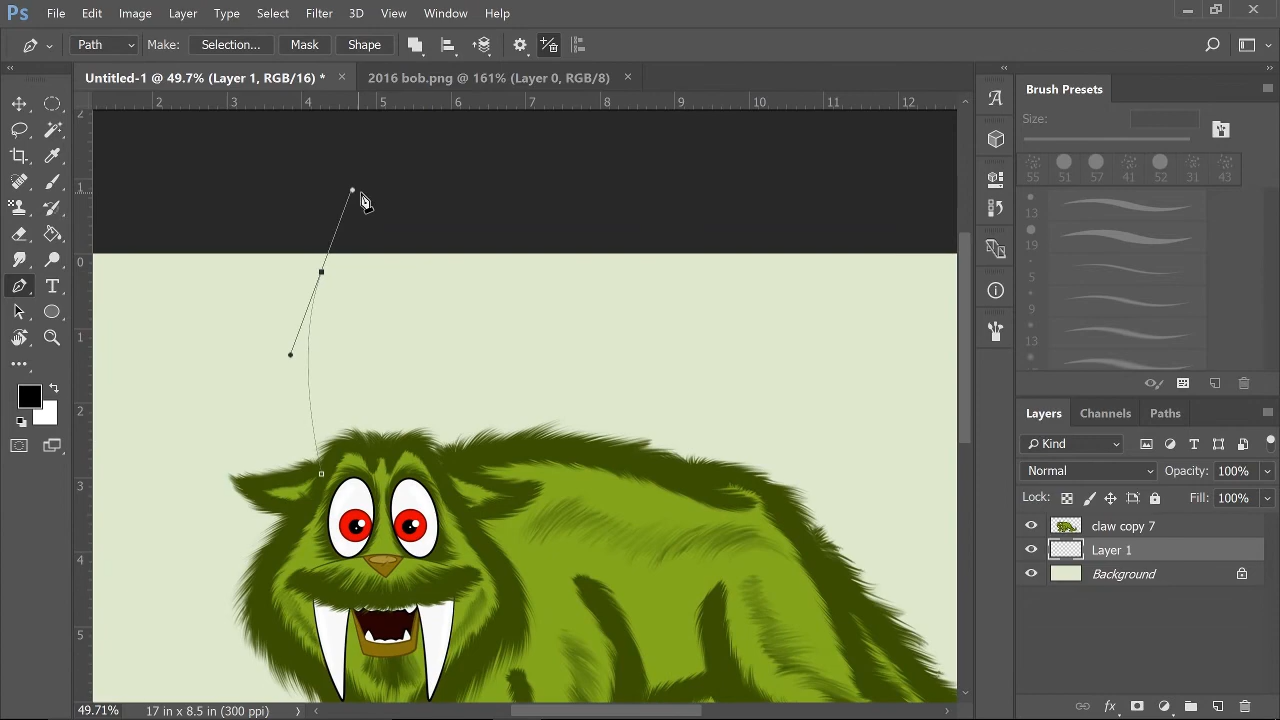 Ps File Edit Image Layer Type Select Filter 3D View Window Help
Path Make: Selection... Mask Shape
Untitled-1 @ 49.7% (Layer 1, RGB/16) * × 2016 bob.png @ 161% (Layer 0, RGB/8) ×
2 3 4 5 6 7 8 9 10 11 12
2
1
0
1
2
3
4
5
T
A
Brush Presets
Size:
55 51 57 41 52 31 43
13
19
5
9
13
Layers Channels Paths
Kind
T
Normal Opacity: 100%
Lock: Fill: 100%
claw copy 7
Layer 1
Background
fx
49.71% 17 in x 8.5 in (300 ppi)